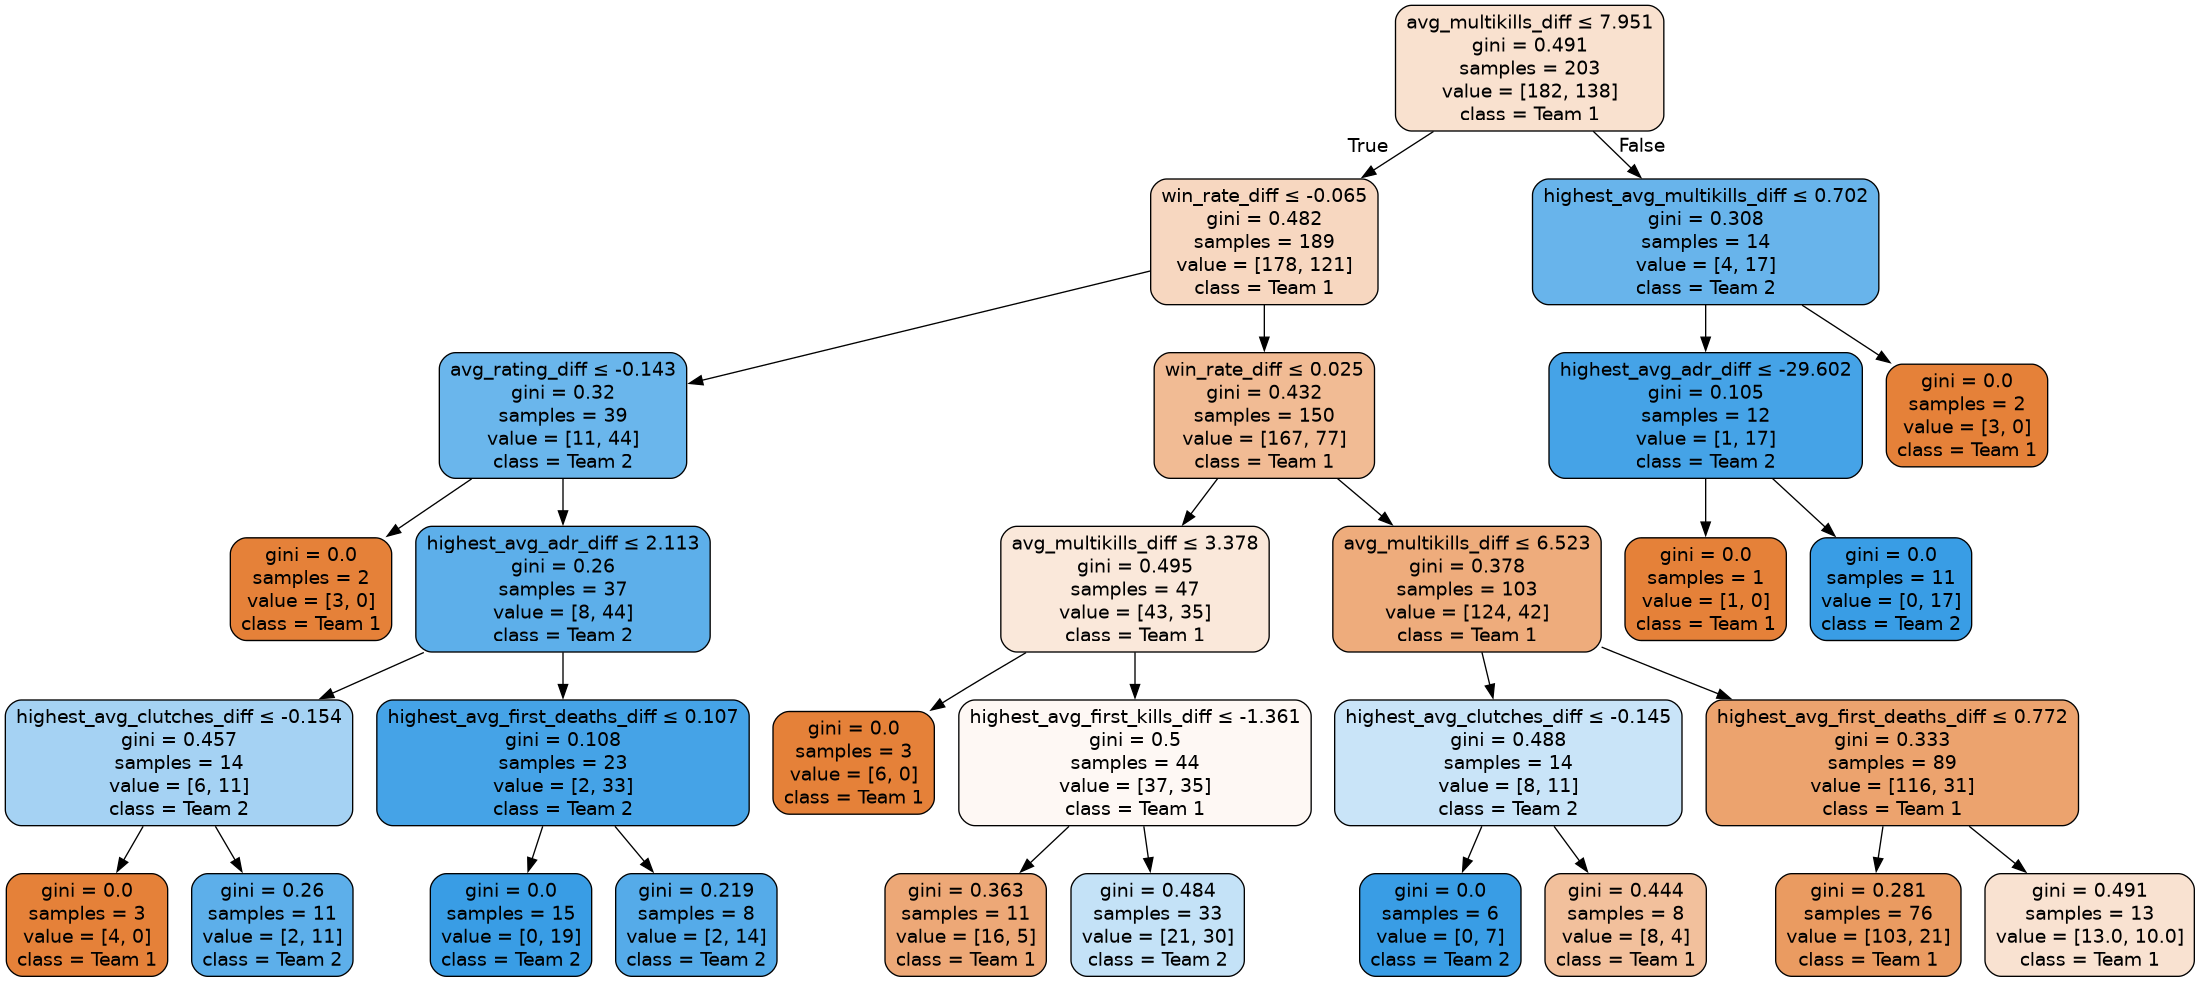 avg_multikills_diff ≤ 7.951
gini = 0.491
samples = 203
value = [182, 138]
class = Team 1
True
False
win_rate_diff ≤ -0.065
gini = 0.482
samples = 189
value = [178, 121]
class = Team 1
highest_avg_multikills_diff ≤ 0.702
gini = 0.308
samples = 14
value = [4, 17]
class = Team 2
avg_rating_diff ≤ -0.143
gini = 0.32
samples = 39
value = [11, 44]
class = Team 2
win_rate_diff ≤ 0.025
gini = 0.432
samples = 150
value = [167, 77]
class = Team 1
highest_avg_adr_diff ≤ -29.602
gini = 0.105
samples = 12
value = [1, 17]
class = Team 2
gini = 0.0
samples = 2
value = [3, 0]
class = Team 1
gini = 0.0
samples = 2
value = [3, 0]
class = Team 1
highest_avg_adr_diff ≤ 2.113
gini = 0.26
samples = 37
value = [8, 44]
class = Team 2
avg_multikills_diff ≤ 3.378
gini = 0.495
samples = 47
value = [43, 35]
class = Team 1
avg_multikills_diff ≤ 6.523
gini = 0.378
samples = 103
value = [124, 42]
class = Team 1
gini = 0.0
samples = 1
value = [1, 0]
class = Team 1
gini = 0.0
samples = 11
value = [0, 17]
class = Team 2
highest_avg_clutches_diff ≤ -0.154
gini = 0.457
samples = 14
value = [6, 11]
class = Team 2
highest_avg_first_deaths_diff ≤ 0.107
gini = 0.108
samples = 23
value = [2, 33]
class = Team 2
gini = 0.0
samples = 3
value = [6, 0]
class = Team 1
highest_avg_first_kills_diff ≤ -1.361
gini = 0.5
samples = 44
value = [37, 35]
class = Team 1
highest_avg_clutches_diff ≤ -0.145
gini = 0.488
samples = 14
value = [8, 11]
class = Team 2
highest_avg_first_deaths_diff ≤ 0.772
gini = 0.333
samples = 89
value = [116, 31]
class = Team 1
gini = 0.0
samples = 3
value = [4, 0]
class = Team 1
gini = 0.26
samples = 11
value = [2, 11]
class = Team 2
gini = 0.0
samples = 15
value = [0, 19]
class = Team 2
gini = 0.219
samples = 8
value = [2, 14]
class = Team 2
gini = 0.363
samples = 11
value = [16, 5]
class = Team 1
gini = 0.484
samples = 33
value = [21, 30]
class = Team 2
gini = 0.0
samples = 6
value = [0, 7]
class = Team 2
gini = 0.444
samples = 8
value = [8, 4]
class = Team 1
gini = 0.281
samples = 76
value = [103, 21]
class = Team 1
gini = 0.491
samples = 13
value = [13.0, 10.0]
class = Team 1